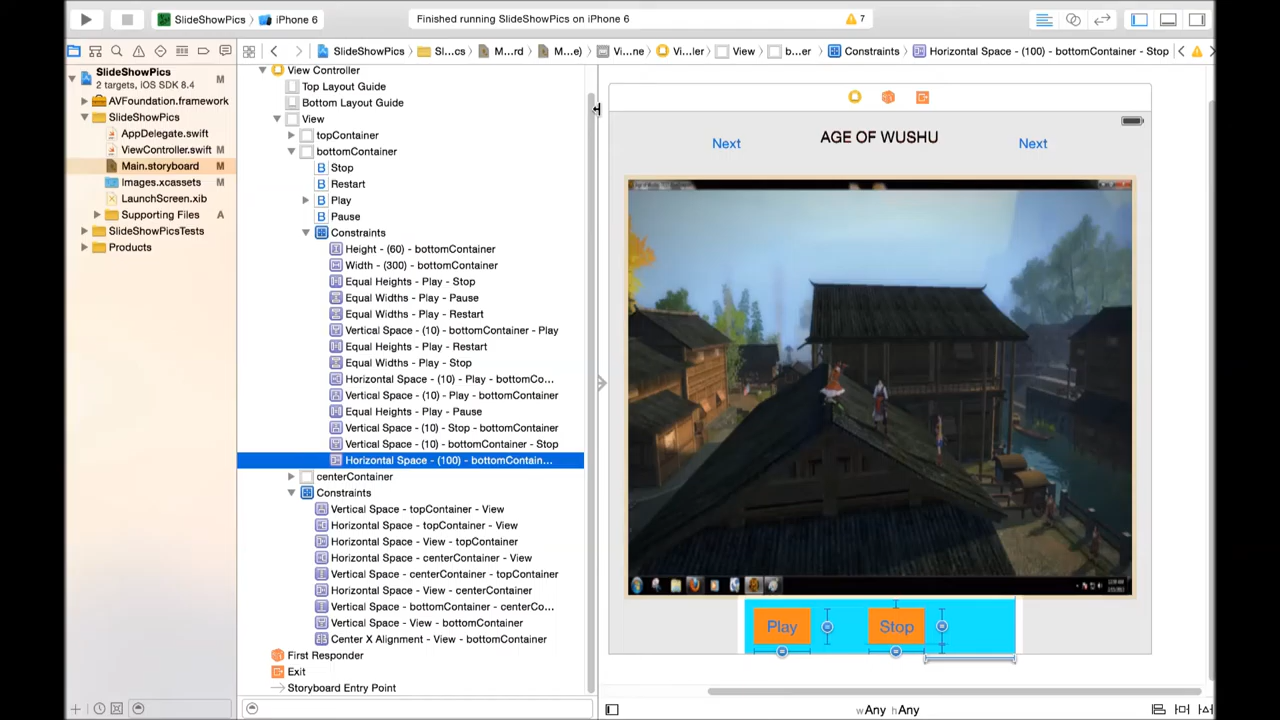 SlideShowPics iPhone 6 Finished running SlideShowPics on iPhone 6 7
SlideShowPics Sl...cs M...rd M...e) V...ne V...ler View b...er Constraints Horizontal Space - (100) - bottomContainer - Stop
SlideShowPics M
2 targets, iOS SDK 8.4
AVFoundation.framework
SlideShowPics
AppDelegate.swift
ViewController.swift M
Main.storyboard M
Images.xcassets M
LaunchScreen.xib
Supporting Files A
SlideShowPicsTests
Products
View Controller
Top Layout Guide
Bottom Layout Guide
View
topContainer
bottomContainer
B Stop
B Restart
B Play
B Pause
Constraints
Height - (60) - bottomContainer
Width - (300) - bottomContainer
Equal Heights - Play - Stop
Equal Widths - Play - Pause
Equal Widths - Play - Restart
Vertical Space - (10) - bottomContainer - Play
Equal Heights - Play - Restart
Equal Widths - Play - Stop
Horizontal Space - (10) - Play - bottomCo...
Vertical Space - (10) - Play - bottomContainer
Equal Heights - Play - Pause
Vertical Space - (10) - Stop - bottomContainer
Vertical Space - (10) - bottomContainer - Stop
Horizontal Space - (100) - bottomContain...
centerContainer
Constraints
Vertical Space - topContainer - View
Horizontal Space - topContainer - View
Horizontal Space - View - topContainer
Horizontal Space - centerContainer - View
Vertical Space - centerContainer - topContainer
Horizontal Space - View - centerContainer
Vertical Space - bottomContainer - centerCo...
Vertical Space - View - bottomContainer
Center X Alignment - View - bottomContainer
First Responder
Exit
Storyboard Entry Point
Next AGE OF WUSHU Next
Play Stop
wAny hAny